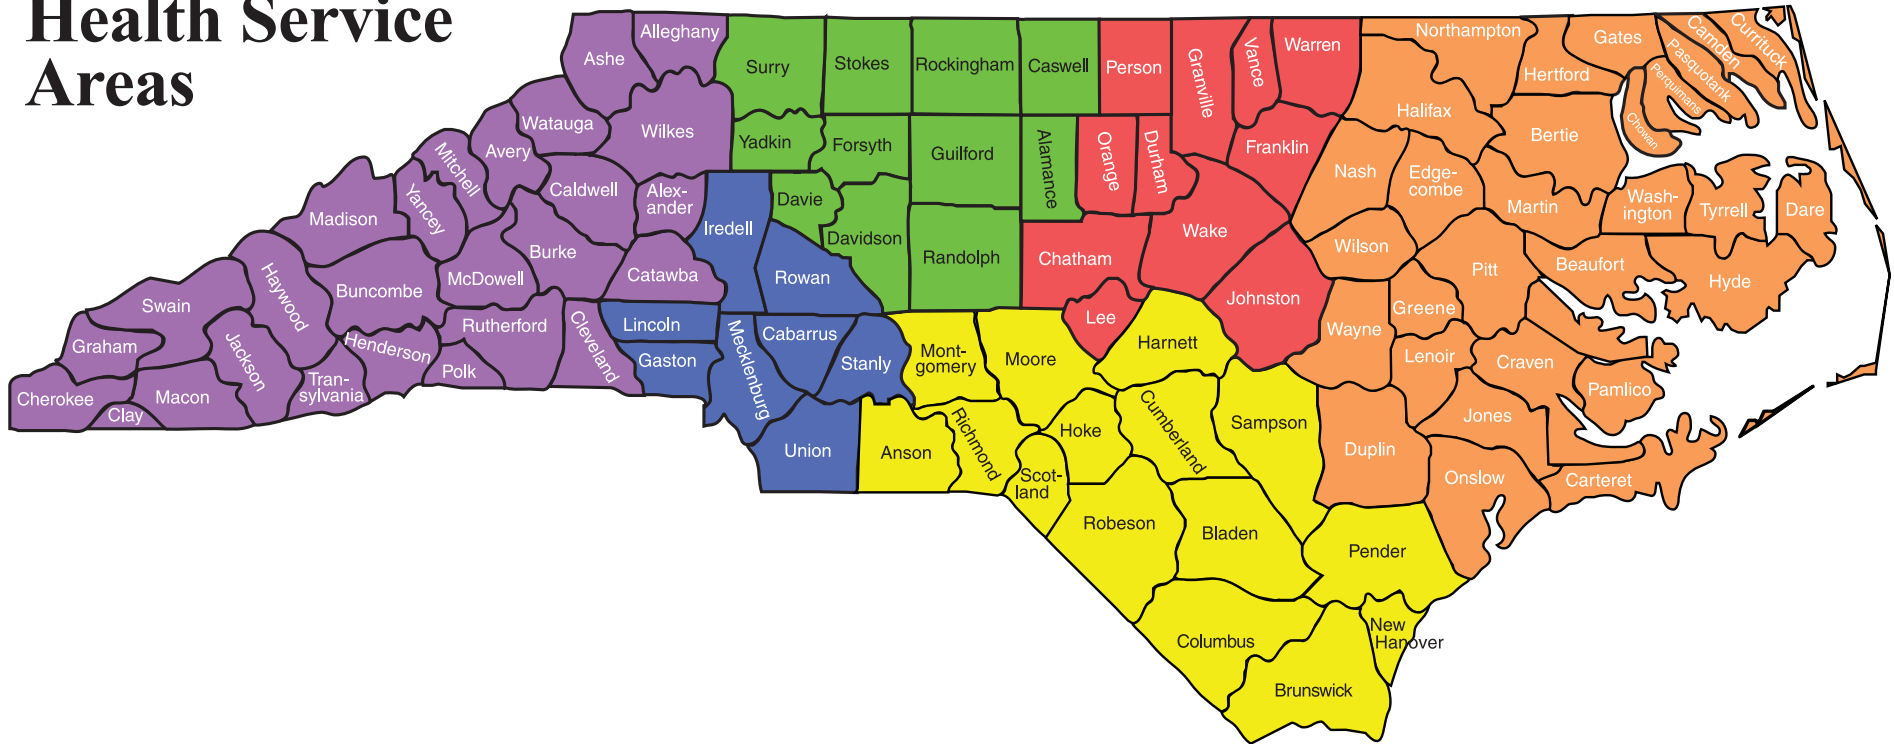 Health Service
Areas
Ashe
Alleghany
Surry
Stokes
Rockingham
Caswell
Person
Granville
Vance
Warren
Northampton
Gates
Camden
Currituck
Pasquotank
Perquimans
Chowan
Hertford
Halifax
Bertie
Watauga
Wilkes
Yadkin
Forsyth
Guilford
Alamance
Orange
Durham
Franklin
Nash
Edge-
combe
Martin
Wash-
ington
Tyrrell
Dare
Mitchell
Avery
Caldwell
Alex-
ander
Iredell
Davie
Davidson
Randolph
Chatham
Wake
Wilson
Pitt
Beaufort
Hyde
Madison
Yancey
Burke
McDowell
Catawba
Rowan
Johnston
Greene
Swain
Haywood
Buncombe
Rutherford
Cleveland
Lincoln
Gaston
Mecklenburg
Cabarrus
Stanly
Mont-
gomery
Moore
Lee
Harnett
Wayne
Lenoir
Craven
Pamlico
Graham
Jackson
Henderson
Polk
Tran-
sylvania
Cherokee
Clay
Macon
Union
Anson
Richmond
Scot-
land
Hoke
Cumberland
Sampson
Duplin
Jones
Onslow
Carteret
Robeson
Bladen
Pender
Columbus
New
Hanover
Brunswick